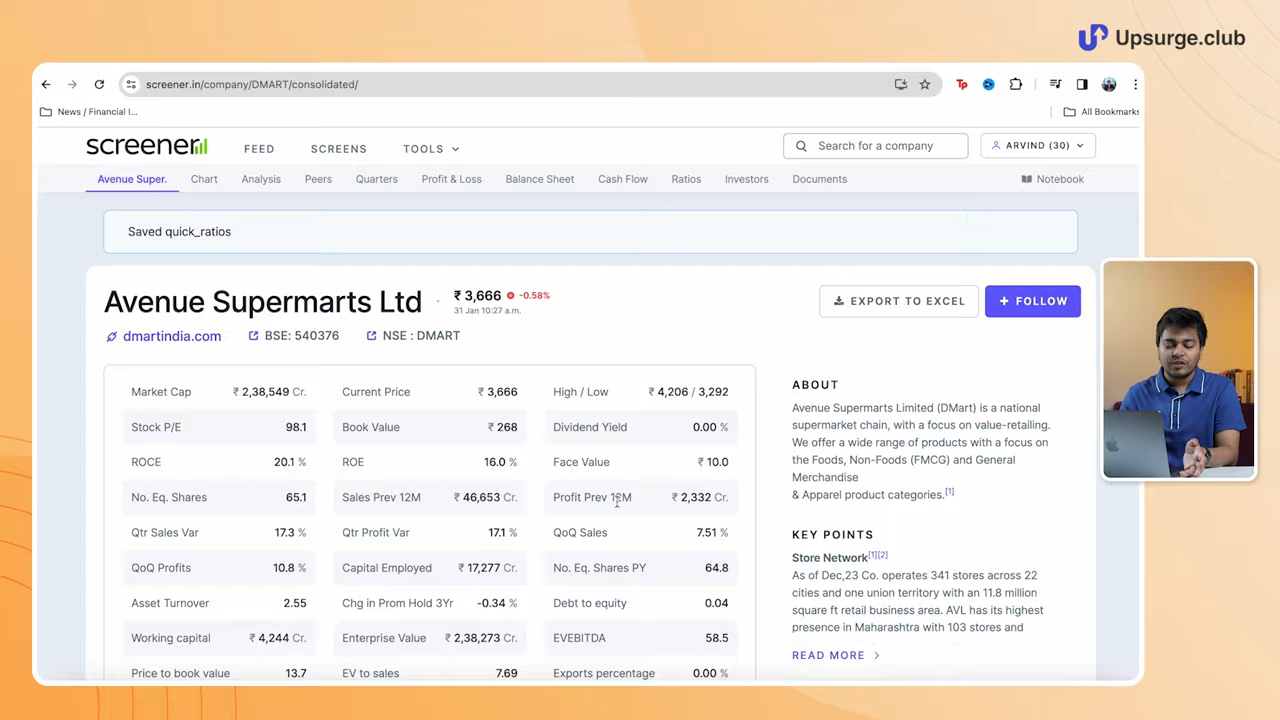 Upsurge.club
screener.in/company/DMART/consolidated/
News / Financial I...
All Bookmarks
screener
FEED
SCREENS
TOOLS
Search for a company
ARVIND (30)
Avenue Super. Chart Analysis Peers Quarters Profit & Loss Balance Sheet Cash Flow Ratios Investors Documents Notebook
Saved quick_ratios
Avenue Supermarts Ltd
₹ 3,666 -0.58%
31 Jan 10:27 a.m.
EXPORT TO EXCEL
+ FOLLOW
dmartindia.com BSE: 540376 NSE : DMART
Market Cap ₹ 2,38,549 Cr. Current Price ₹ 3,666 High / Low ₹ 4,206 / 3,292
Stock P/E 98.1 Book Value ₹ 268 Dividend Yield 0.00 %
ROCE 20.1 % ROE 16.0 % Face Value ₹ 10.0
No. Eq. Shares 65.1 Sales Prev 12M ₹ 46,653 Cr. Profit Prev 12M ₹ 2,332 Cr.
Qtr Sales Var 17.3 % Qtr Profit Var 17.1 % QoQ Sales 7.51 %
QoQ Profits 10.8 % Capital Employed ₹ 17,277 Cr. No. Eq. Shares PY 64.8
Asset Turnover 2.55 Chg in Prom Hold 3Yr -0.34 % Debt to equity 0.04
Working capital ₹ 4,244 Cr. Enterprise Value ₹ 2,38,273 Cr. EVEBITDA 58.5
Price to book value 13.7 EV to sales 7.69 Exports percentage 0.00 %
ABOUT
Avenue Supermarts Limited (DMart) is a national
supermarket chain, with a focus on value-retailing.
We offer a wide range of products with a focus on
the Foods, Non-Foods (FMCG) and General
Merchandise
& Apparel product categories.[1]
KEY POINTS
Store Network[1][2]
As of Dec,23 Co. operates 341 stores across 22
cities and one union territory with an 11.8 million
square ft retail business area. AVL has its highest
presence in Maharashtra with 103 stores and
READ MORE